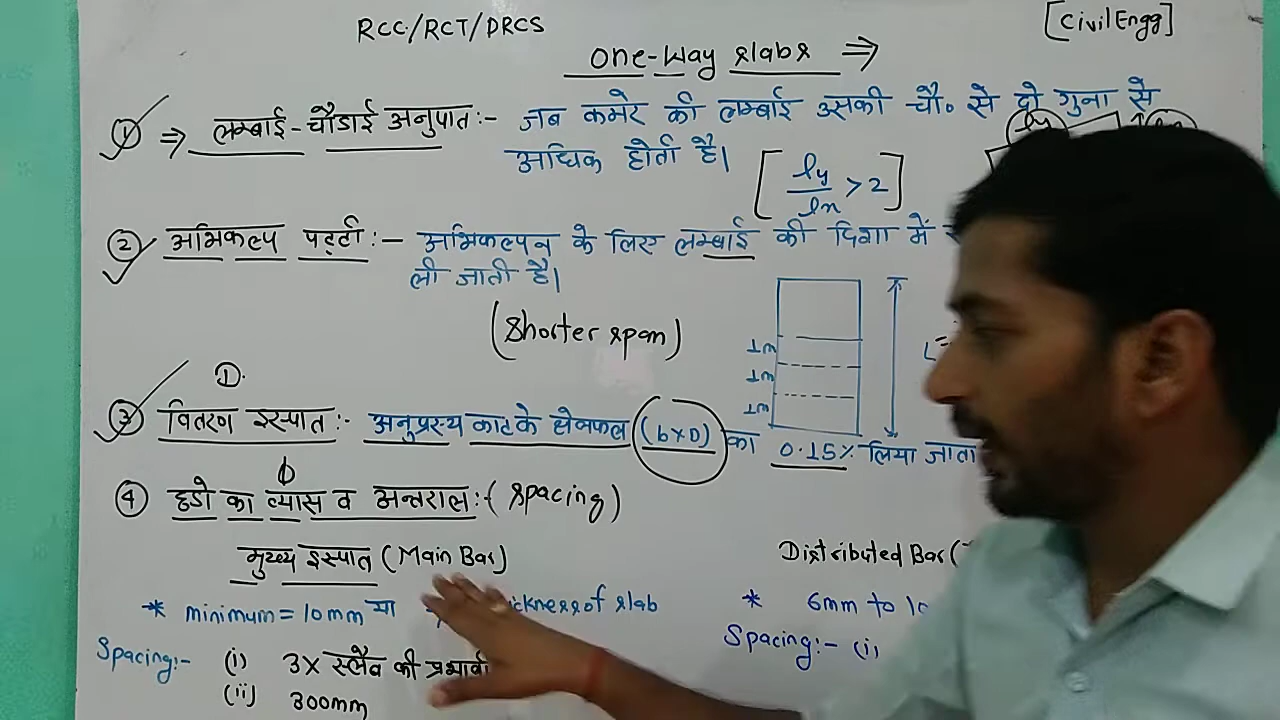 RCC/RCT/DRCS
[Civil Engg]
One-Way slabs ⇒
① ⇒ लम्बाई-चौडाई अनुपात:- जब कमरे की लम्बाई उसकी चौ० से दो गुना से
अधिक होती है। [ly/lx > 2]
② अभिकल्प पट्टी:- अभिकल्पन के लिए लम्बाई की दिशा में
ली जाती है।
(Shorter span)
1m
1m
1m
L=
D.
③ वितरण इस्पात:- अनुप्रस्थ काट के क्षेत्रफल (b×D) का 0.15% लिया जाता
ϕ
④ छडो का व्यास व अन्तराल:- (spacing)
मुख्य इस्पात (Main Bar)
Distributed Bar (
* minimum = 10mm या of slab
* 6mm to
Spacing:- (i) 3× स्लैब की
(ii) 300mm
Spacing:- (i)